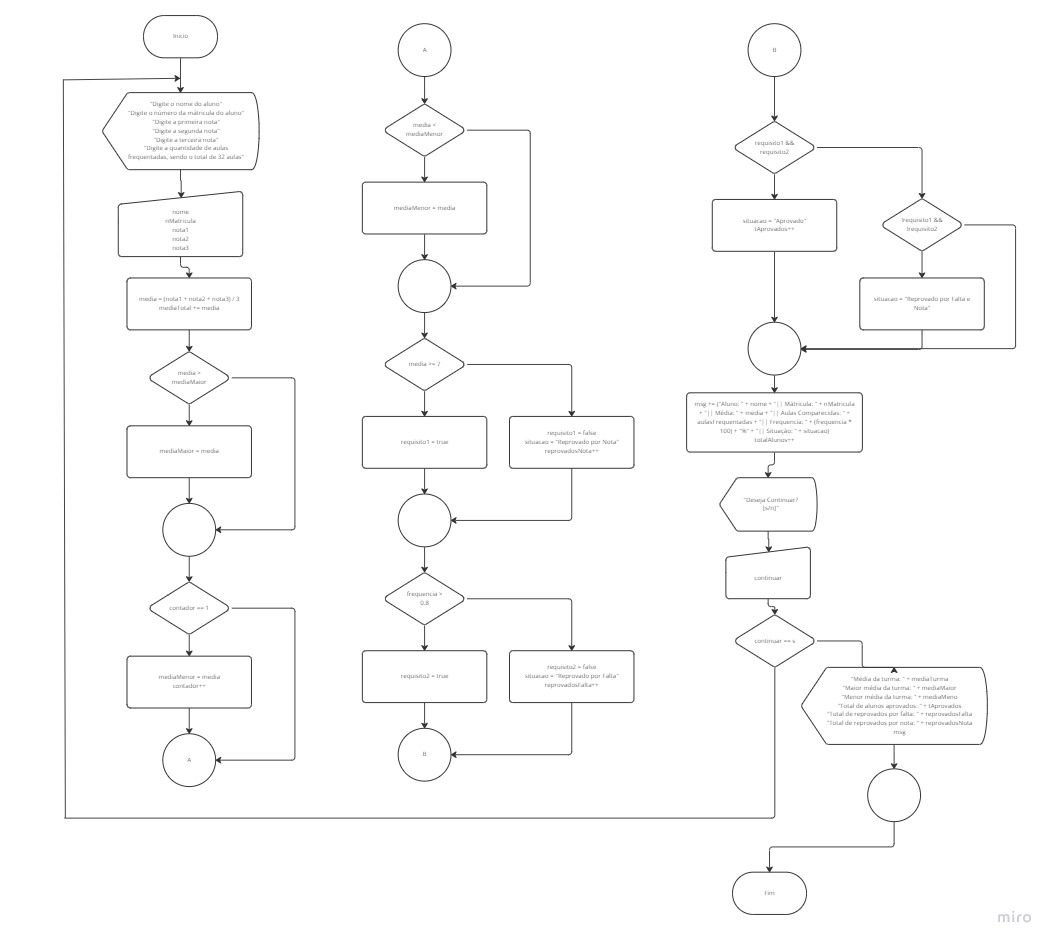 Inicio
"Digite o nome do aluno"
"Digite o número da mátricula do aluno"
"Digite a primeira nota"
"Digite a segunda nota"
"Digite a terceira nota"
"Digite a quantidade de aulas
frequentadas, sendo o total de 32 aulas"
nome
nMatricula
nota1
nota2
nota3
media = (nota1 + nota2 + nota3) / 3
mediaTotal += media
media >
mediaMaior
mediaMaior = media
contador == 1
mediaMenor = media
contador++
A
A
media <
mediaMenor
mediaMenor = media
media >= 7
requisito1 = true
requisito1 = false
situacao = "Reprovado por Nota"
reprovadosNota++
frequencia >
0.8
requisito2 = true
requisito2 = false
situacao = "Reprovado por Falta"
reprovadosFalta++
B
B
requisito1 &&
requisito2
situacao = "Aprovado"
tAprovados++
!requisito1 &&
!requisito2
situacao = "Reprovado por Falta e
Nota"
msg += ("Aluno: " + nome + "|| Mátricula: " + nMatricula
+ "|| Média: " + media + "|| Aulas Comparecidas: " +
aulasFrequentadas + "|| Frequencia: " + (frequencia *
100) + "%" + "|| Situação: " + situacao)
totalAlunos++
"Deseja Continuar?
[s/n]"
continuar
continuar == s
"Média da turma: " + mediaTurma
"Maior média da turma: " + mediaMaior
"Menor média da turma: " + mediaMeno
"Total de alunos aprovados: " + tAprovados
"Total de reprovados por falta: " + reprovadosFalta
"Total de reprovados por nota: " + reprovadosNota
msg
Fim
miro